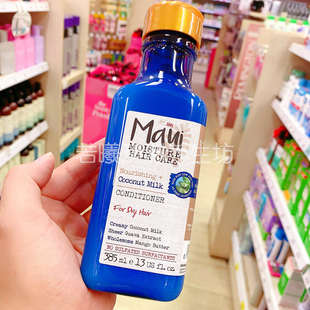 Maui
MOISTURE
HAIR CARE
Nourishing +
Coconut Milk
CONDITIONER
For Dry Hair
Creamy Coconut Milk
Sheer Guava Extract
Wholesome Mango Butter
NO SULFATED SURFACTANTS
385 ml e 13 US fl. oz.